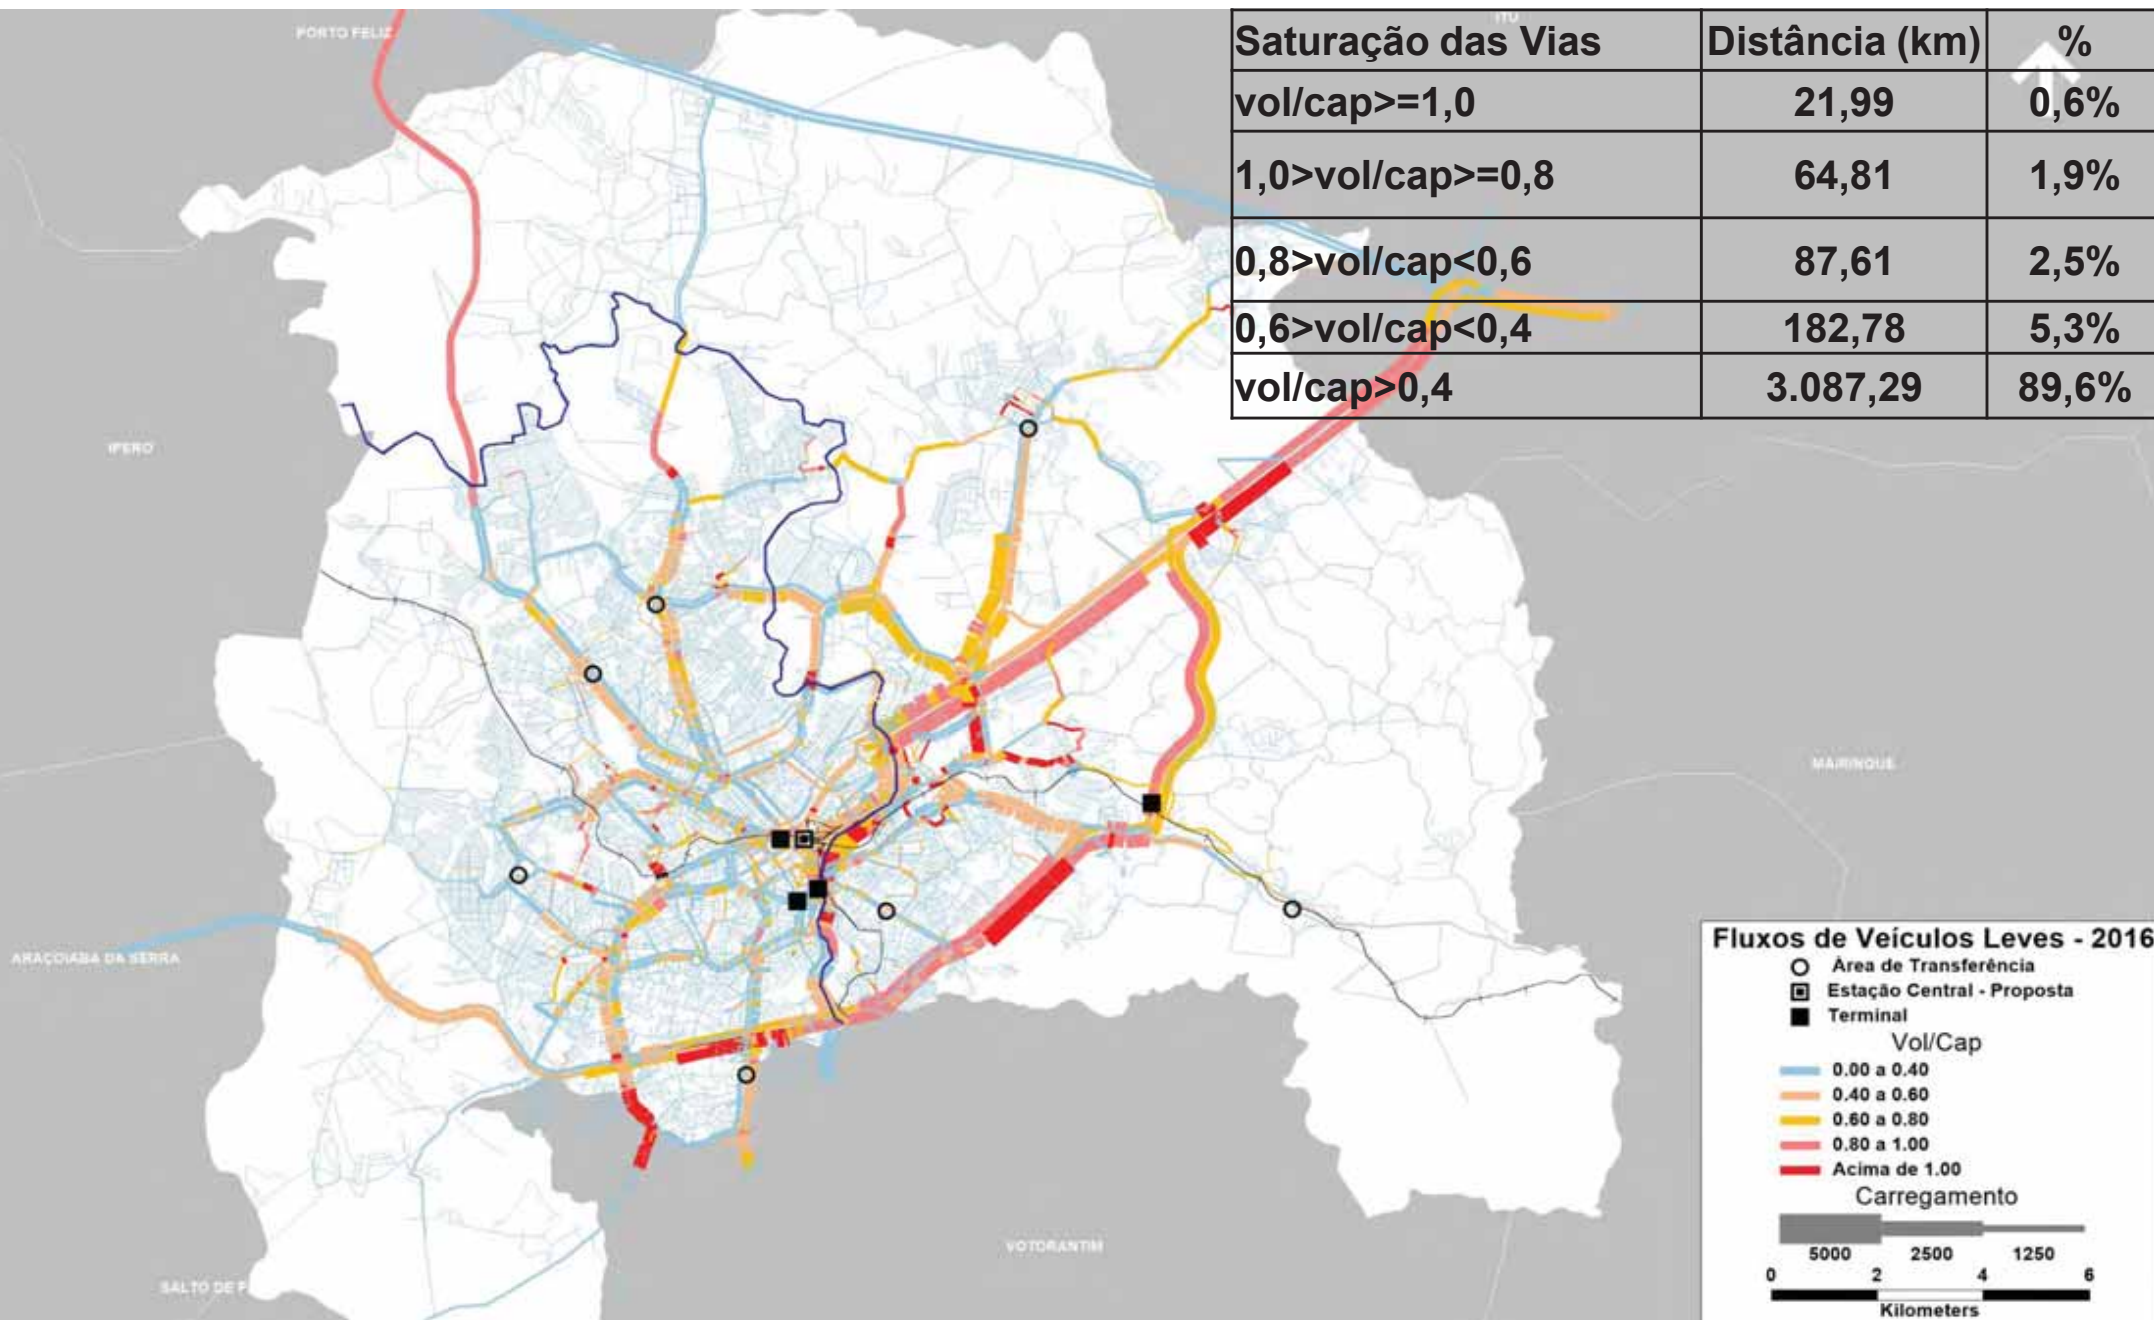 PORTO FELIZ
ITU
Saturação das Vias Distância (km) %
vol/cap>=1,0 21,99 0,6%
1,0>vol/cap>=0,8 64,81 1,9%
0,8>vol/cap<0,6 87,61 2,5%
0,6>vol/cap<0,4 182,78 5,3%
vol/cap>0,4 3.087,29 89,6%
IPERO
MAIRINQUE
ARAÇOIABA DA SERRA
VOTORANTIM
SALTO DE P
Fluxos de Veículos Leves - 2016
Área de Transferência
Estação Central - Proposta
Terminal
Vol/Cap
0.00 a 0.40
0.40 a 0.60
0.60 a 0.80
0.80 a 1.00
Acima de 1.00
Carregamento
5000 2500 1250
0 2 4 6
Kilometers